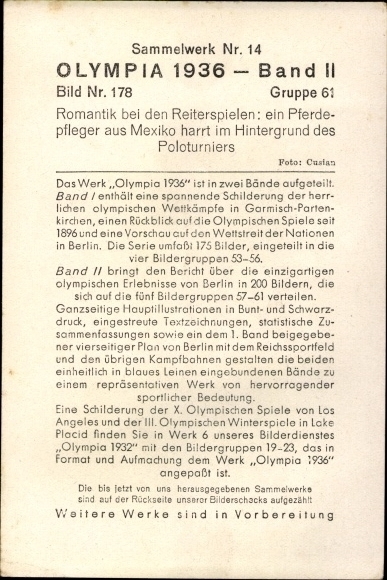 Sammelwerk Nr. 14
OLYMPIA 1936 — Band II
Bild Nr. 178 Gruppe 61
Romantik bei den Reiterspielen: ein Pferde-
pfleger aus Mexiko harrt im Hintergrund des
Poloturniers
Foto: Cusian
Das Werk „Olympia 1936“ ist in zwei Bände aufgeteilt.
Band I enthält eine spannende Schilderung der herr-
lichen olympischen Wettkämpfe in Garmisch-Parten-
kirchen, einen Rückblick auf die Olympischen Spiele seit
1896 und eine Vorschau auf den Wettstreit der Nationen
in Berlin. Die Serie umfaßt 175 Bilder, eingeteilt in die
vier Bildergruppen 53–56.
Band II bringt den Bericht über die einzigartigen
olympischen Erlebnisse von Berlin in 200 Bildern, die
sich auf die fünf Bildergruppen 57–61 verteilen.
Ganzseitige Hauptillustrationen in Bunt- und Schwarz-
druck, eingestreute Textzeichnungen, statistische Zu-
sammenfassungen sowie ein dem 1. Band beigegebe-
ner vierseitiger Plan von Berlin mit dem Reichssportfeld
und den übrigen Kampfbahnen gestalten die beiden
einheitlich in blaues Leinen eingebundenen Bände zu
einem repräsentativen Werk von hervorragender
sportlicher Bedeutung.
Eine Schilderung der X. Olympischen Spiele von Los
Angeles und der III. Olympischen Winterspiele in Lake
Placid finden Sie in Werk 6 unseres Bilderdienstes
„Olympia 1932“ mit den Bildergruppen 19–23, das in
Format und Aufmachung dem Werk „Olympia 1936“
angepaßt ist.
Die bis jetzt von uns herausgegebenen Sammelwerke
sind auf der Rückseite unserer Bilderschecks aufgezählt
Weitere Werke sind in Vorbereitung